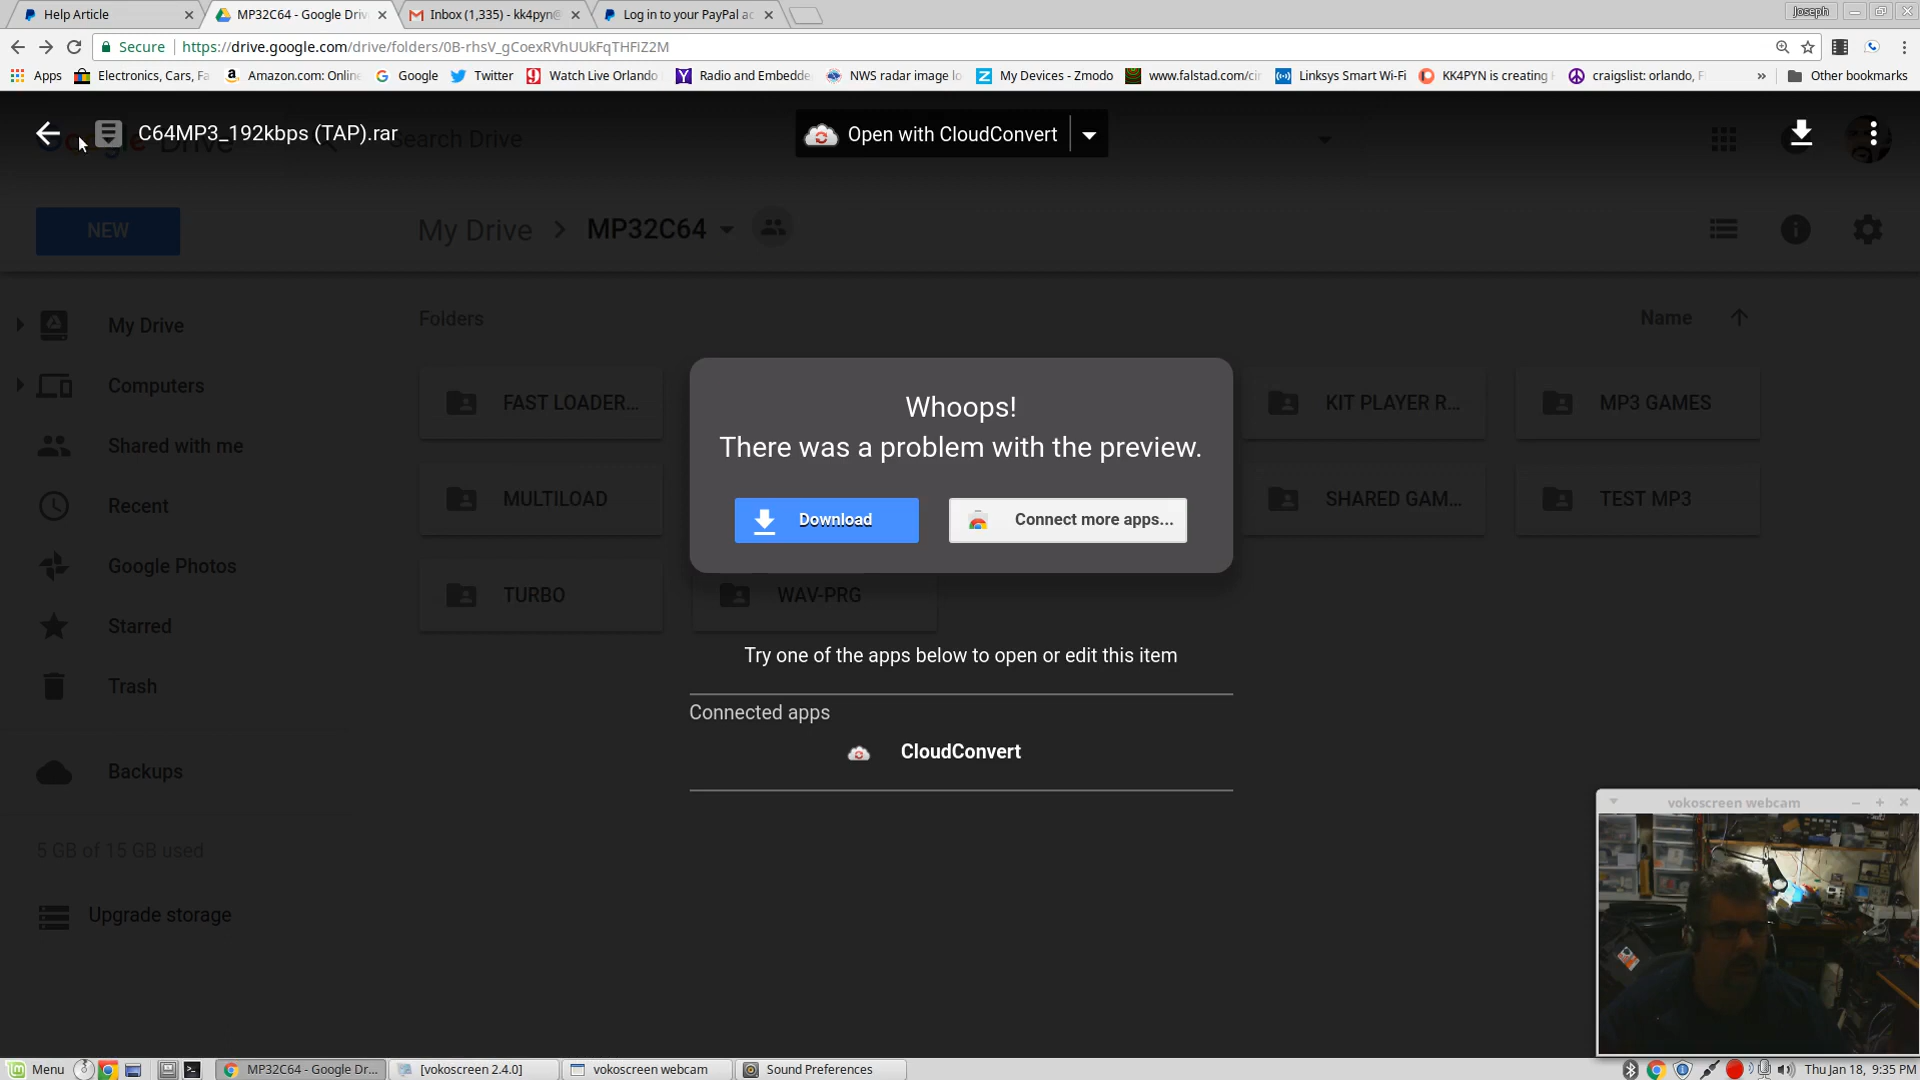 Help Article
MP32C64 - Google Driv
Inbox (1,335) - kk4pyn@
Log in to your PayPal ac
Joseph
Secure
https://drive.google.com/drive/folders/0B-rhsV_gCoexRVhUUkFqTHFIZ2M
Apps
Electronics, Cars, Fa
Amazon.com: Online
Google
Twitter
Watch Live Orlando
Radio and Embedde
NWS radar image lo
My Devices - Zmodo
www.falstad.com/cir
Linksys Smart Wi-Fi
KK4PYN is creating
craigslist: orlando, F
»
Other bookmarks
C64MP3_192kbps (TAP).rar
Google Drive
Search Drive
Open with CloudConvert
NEW
My Drive > MP32C64
My Drive
Computers
Shared with me
Recent
Google Photos
Starred
Trash
Backups
5 GB of 15 GB used
Upgrade storage
Folders
Name
FAST LOADER...
KIT PLAYER R...
MP3 GAMES
MULTILOAD
SHARED GAM...
TEST MP3
TURBO
WAV-PRG
Whoops!
There was a problem with the preview.
Download
Connect more apps...
Try one of the apps below to open or edit this item
Connected apps
CloudConvert
vokoscreen webcam
Menu
MP32C64 - Google Dr...
[vokoscreen 2.4.0]
vokoscreen webcam
Sound Preferences
Thu Jan 18, 9:35 PM